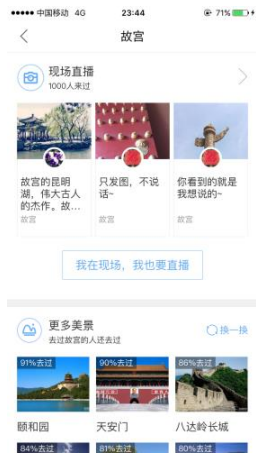 中国移动 4G 23:44 71%
故宫
现场直播
1000人来过
故宫的昆明
湖，伟大古人
的杰作。故...
故宫
只发图，不说
话~
故宫
你看到的就是
我想说的~
故宫
我在现场，我也要直播
更多美景
去过故宫的人还去过
换一换
91%去过
90%去过
86%去过
颐和园
天安门
八达岭长城
84%去过
81%去过
80%去过